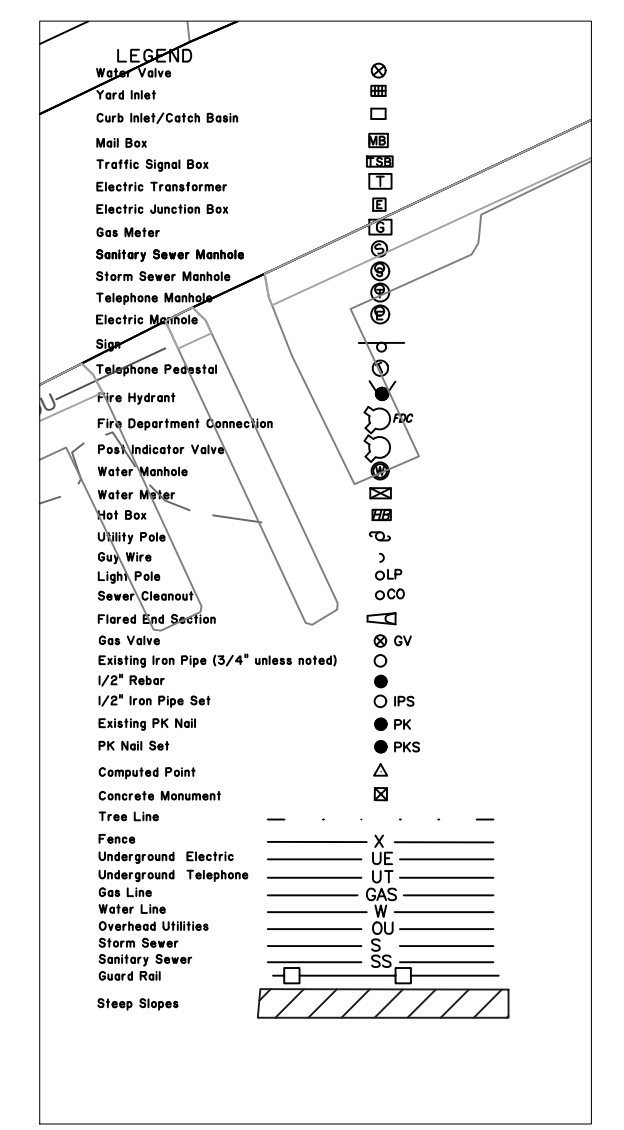 LEGEND
Water Valve
Yard Inlet
Curb Inlet/Catch Basin
Mail Box MB
Traffic Signal Box TSB
Electric Transformer T
Electric Junction Box E
Gas Meter G
Sanitary Sewer Manhole S
Storm Sewer Manhole S
Telephone Manhole T
Electric Manhole E
Sign
Telephone Pedestal T
OU
Fire Hydrant
Fire Department Connection FDC
Post Indicator Valve
Water Manhole W
Water Meter
Hot Box HB
Utility Pole
Guy Wire
Light Pole LP
Sewer Cleanout CO
Flared End Section
Gas Valve GV
Existing Iron Pipe (3/4" unless noted)
1/2" Rebar
1/2" Iron Pipe Set IPS
Existing PK Nail PK
PK Nail Set PKS
Computed Point
Concrete Monument
Tree Line
Fence X
Underground Electric UE
Underground Telephone UT
Gas Line GAS
Water Line W
Overhead Utilities OU
Storm Sewer S
Sanitary Sewer SS
Guard Rail
Steep Slopes